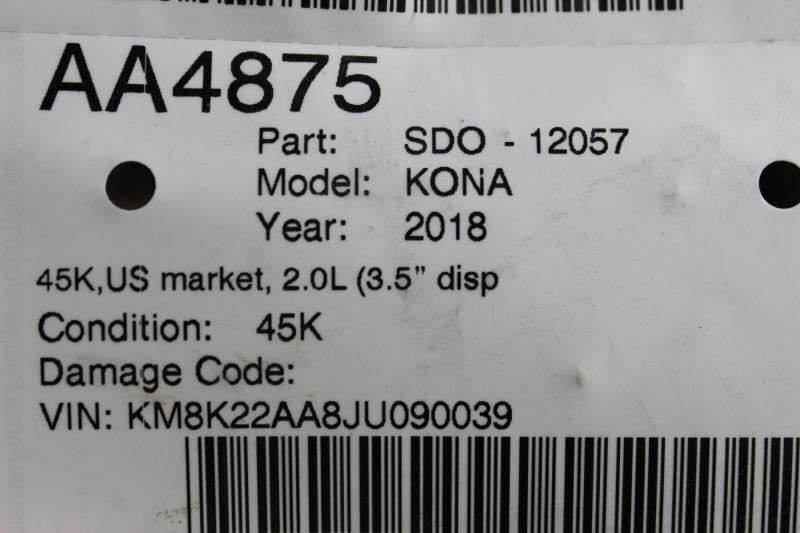 AA4875
Part: SDO - 12057
Model: KONA
Year: 2018
45K,US market, 2.0L (3.5" disp
Condition: 45K
Damage Code:
VIN: KM8K22AA8JU090039